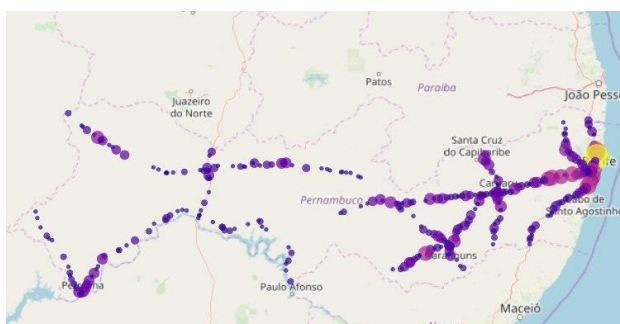 Patos
Paraíba
Juazeiro
do Norte
João Pesso
Santa Cruz
do Capibaribe
Pernambuco
Cabo de
Santo Agostinho
Paulo Afonso
Maceió